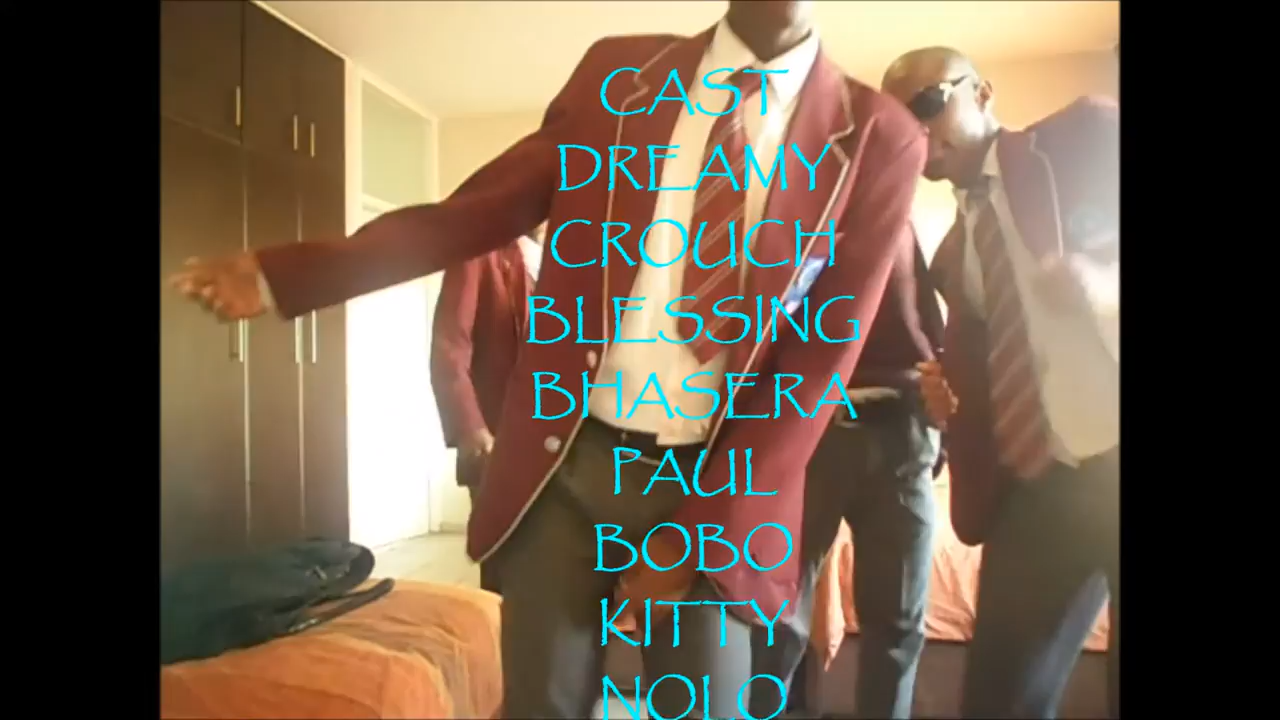 CAST
DREAMY
CROUCH
BLESSING
BHASERA
PAUL
BOBO
KITTY
NOLO